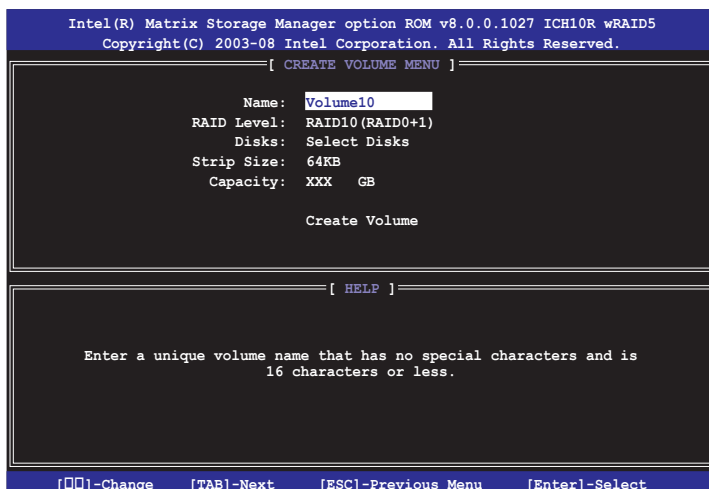 Intel(R) Matrix Storage Manager option ROM v8.0.0.1027 ICH10R wRAID5
Copyright(C) 2003-08 Intel Corporation. All Rights Reserved.
[ CREATE VOLUME MENU ]
Name: Volume10
RAID Level: RAID10(RAID0+1)
Disks: Select Disks
Strip Size: 64KB
Capacity: XXX GB
Create Volume
[ HELP ]
Enter a unique volume name that has no special characters and is
16 characters or less.
[▯▯]-Change [TAB]-Next [ESC]-Previous Menu [Enter]-Select